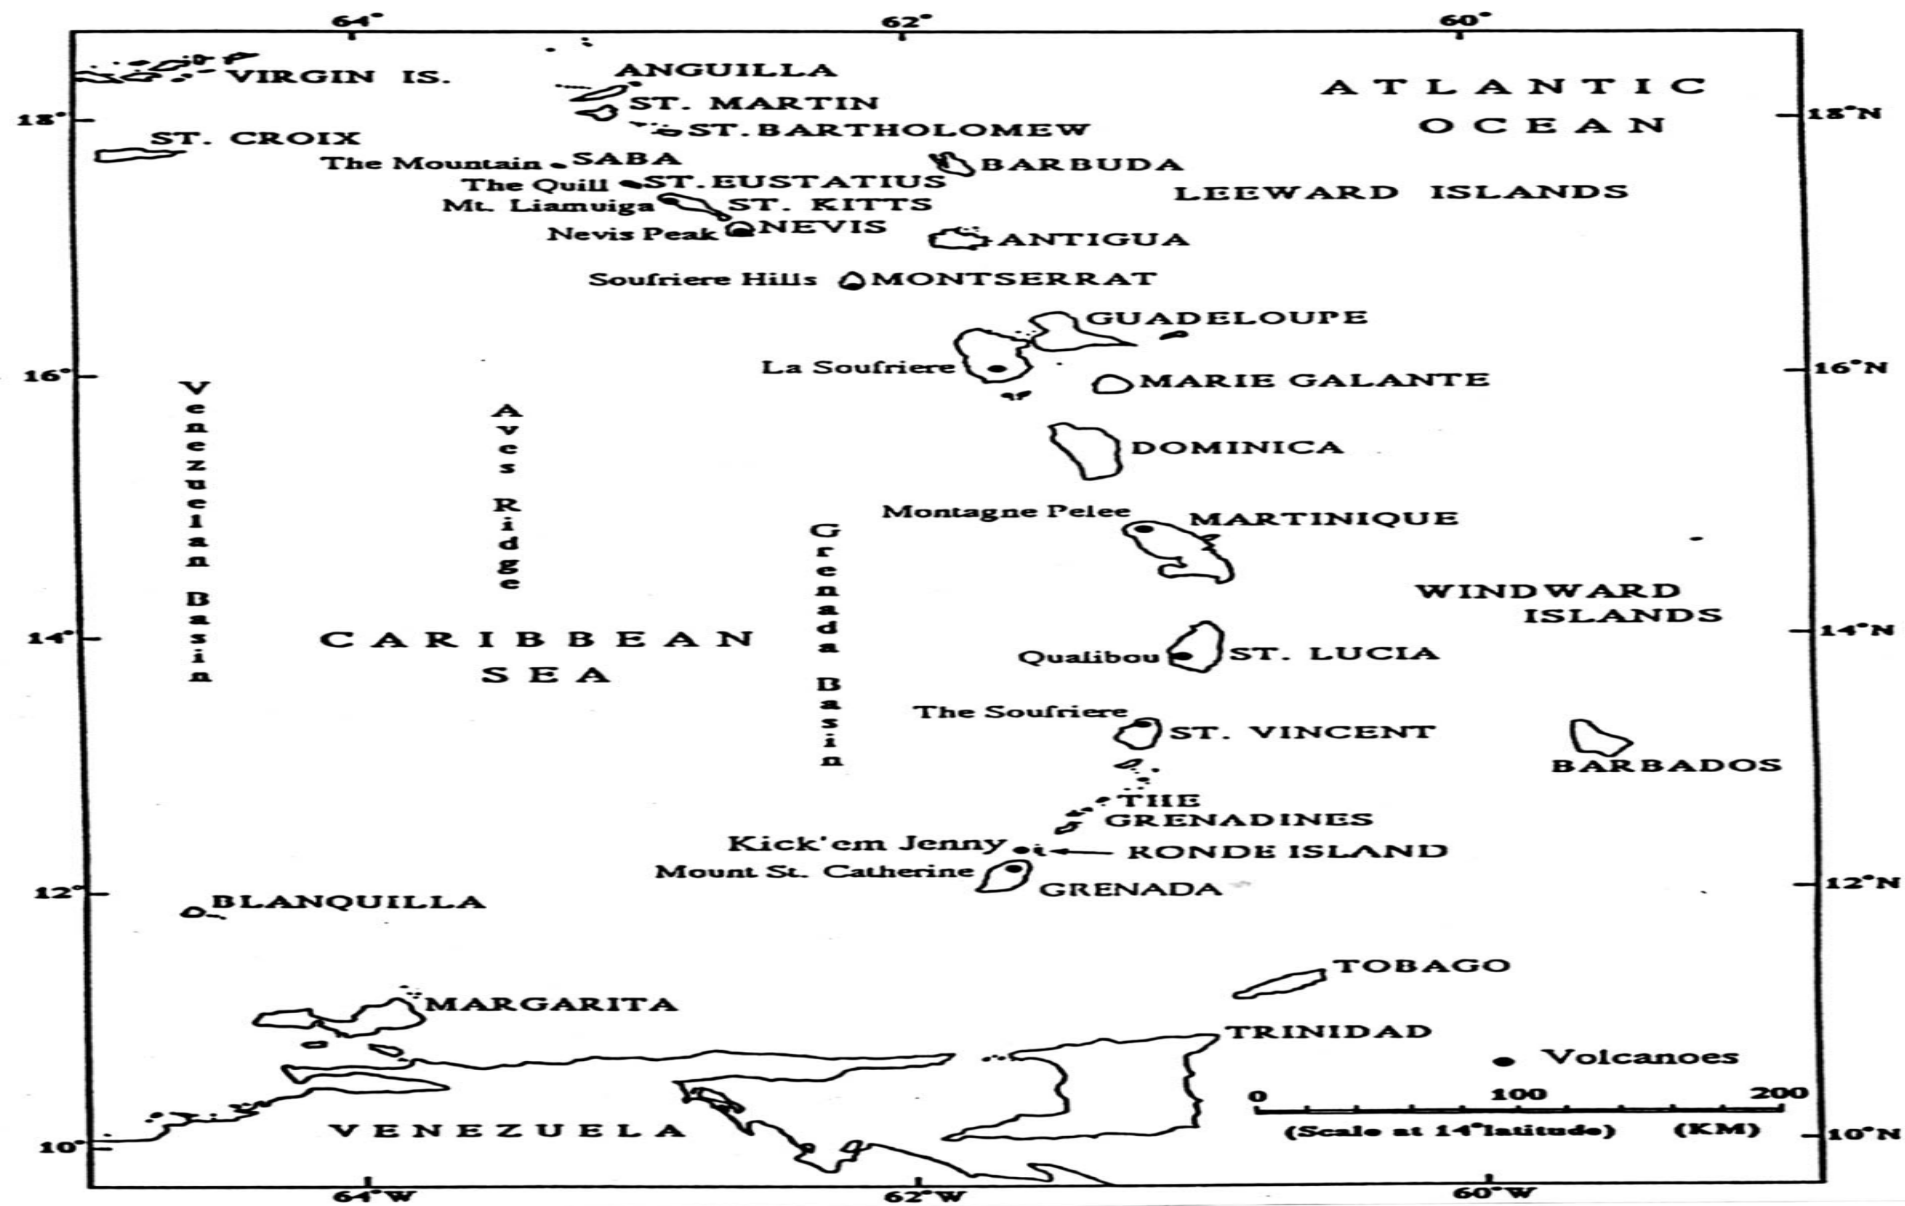 64° 62° 60°
VIRGIN IS.
ANGUILLA
ATLANTIC
OCEAN
ST. MARTIN
18° 18°N
ST. BARTHOLOMEW
ST. CROIX
The Mountain SABA
BARBUDA
The Quill ST. EUSTATIUS
LEEWARD ISLANDS
Mt. Liamuiga ST. KITTS
Nevis Peak NEVIS
ANTIGUA
Soufriere Hills MONTSERRAT
GUADELOUPE
La Soufriere
16° 16°N
MARIE GALANTE
Venezuelan Basin
Aves Ridge
DOMINICA
Montagne Pelee MARTINIQUE
Grenada Basin
WINDWARD
ISLANDS
14° 14°N
CARIBBEAN
SEA
Qualibou ST. LUCIA
The Soufriere ST. VINCENT
BARBADOS
THE
GRENADINES
Kick'em Jenny RONDE ISLAND
Mount St. Catherine GRENADA
12° 12°N
BLANQUILLA
TOBAGO
MARGARITA
TRINIDAD
Volcanoes
0 100 200
(Scale at 14° latitude) (KM)
VENEZUELA
10° 10°N
64°W 62°W 60°W